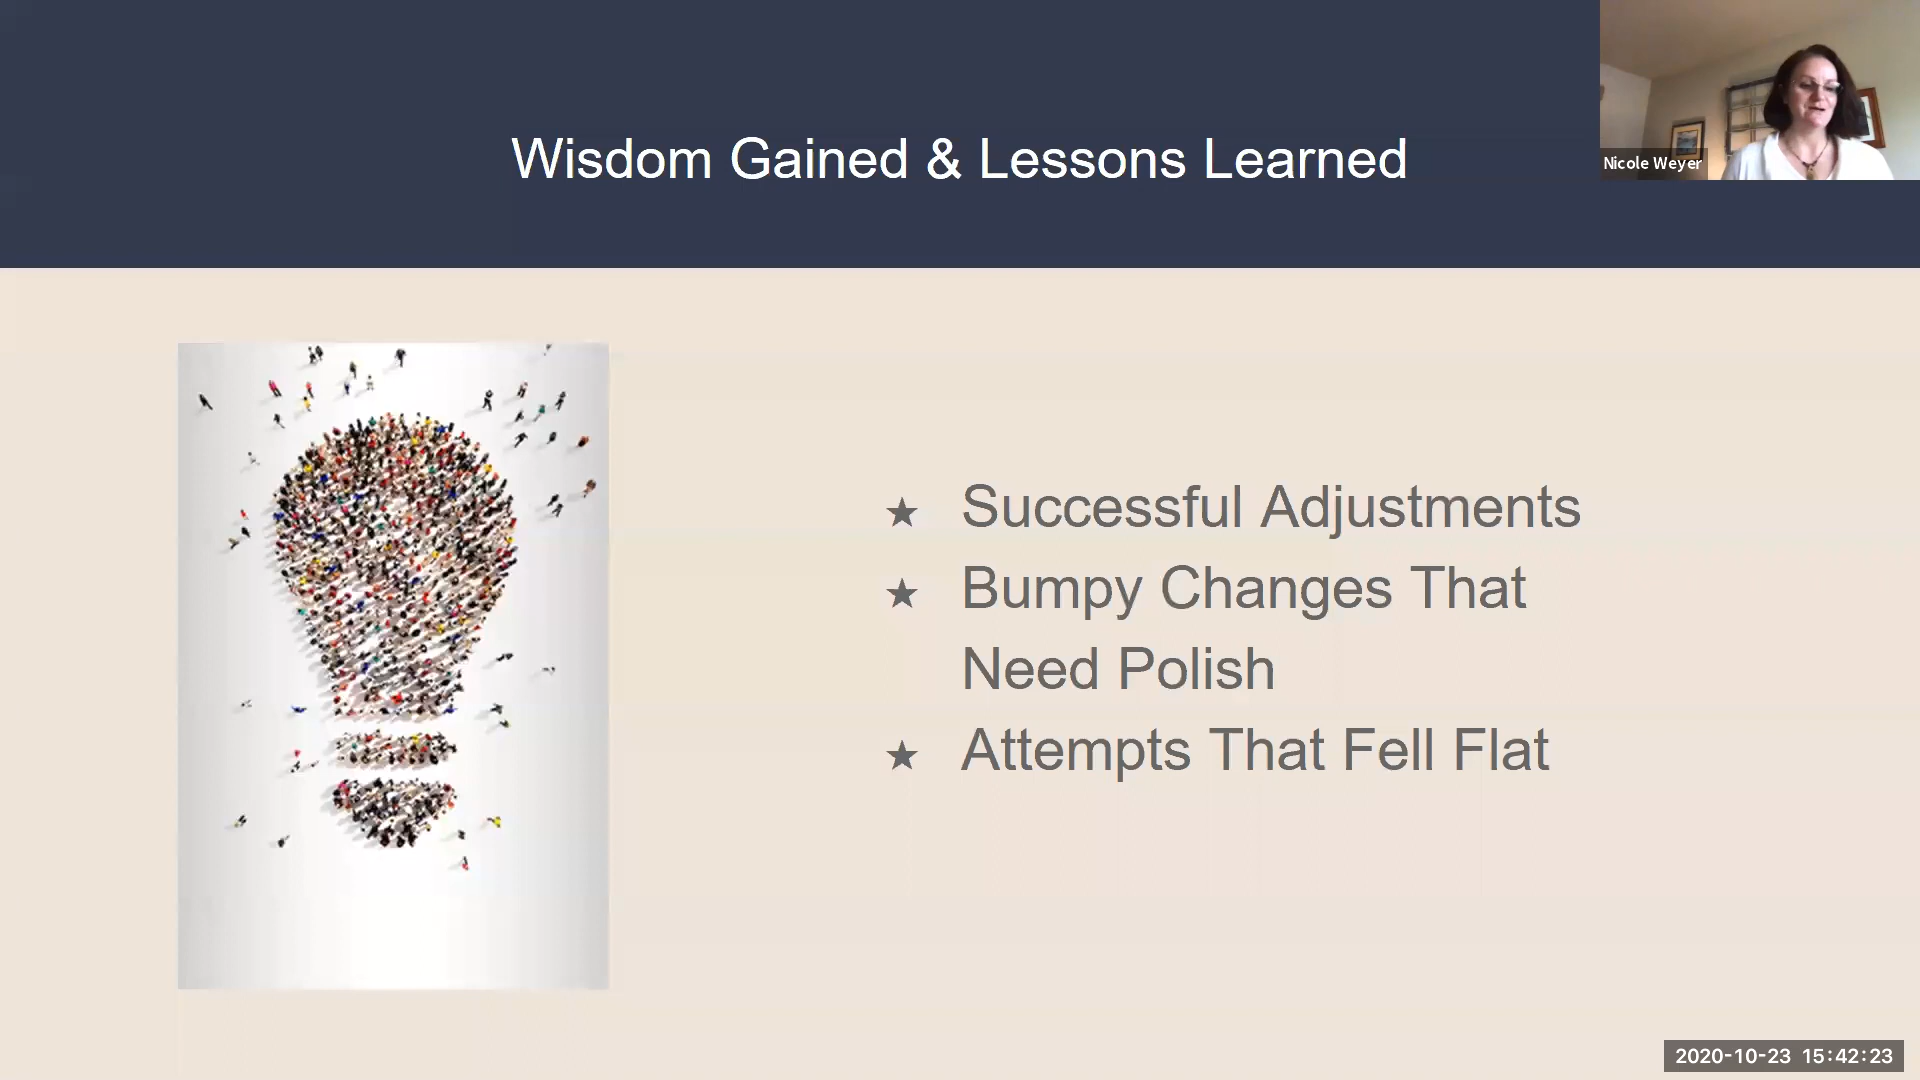 Wisdom Gained & Lessons Learned
Nicole Weyer
★ Successful Adjustments
★ Bumpy Changes That
Need Polish
★ Attempts That Fell Flat
2020-10-23 15:42:23